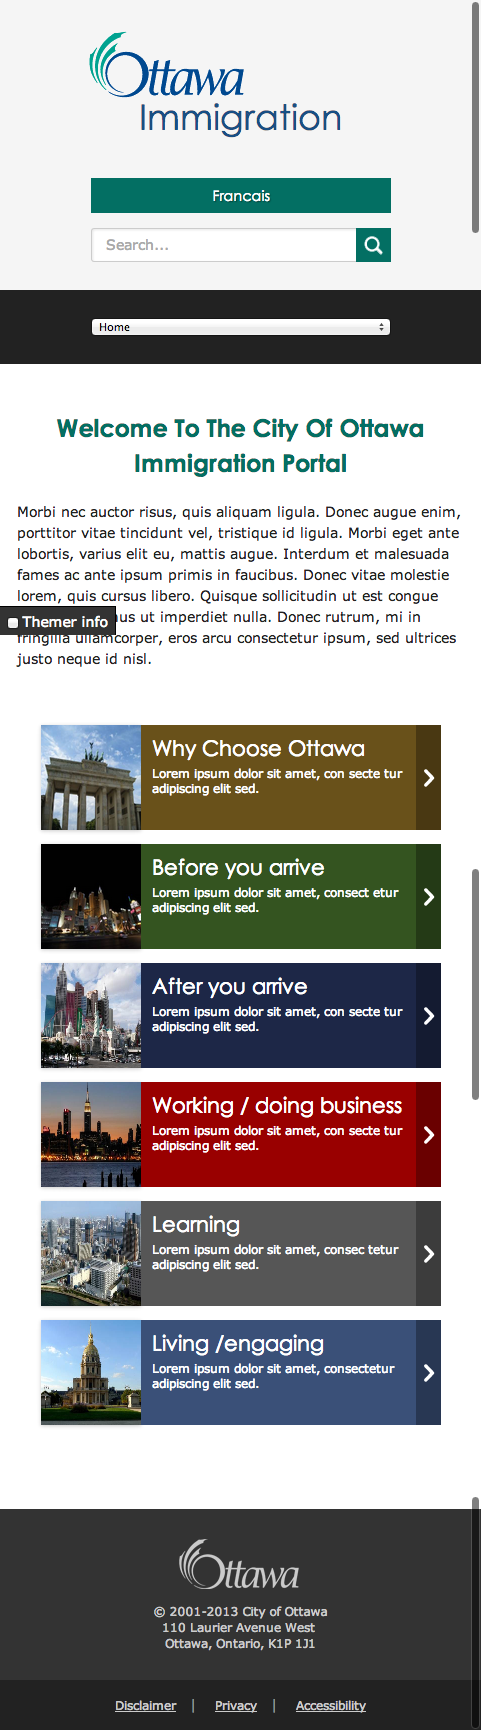 Ottawa
Immigration
Francais
Search...
Home
Welcome To The City Of Ottawa
Immigration Portal
Morbi nec auctor risus, quis aliquam ligula. Donec augue enim,
porttitor vitae tincidunt vel, tristique id ligula. Morbi eget ante
lobortis, varius elit eu, mattis augue. Interdum et malesuada
fames ac ante ipsum primis in faucibus. Donec vitae molestie
lorem, quis cursus libero. Quisque sollicitudin ut est congue
ut imperdiet nulla. Donec rutrum, mi in
Themer info
fringilla ullamcorper, eros arcu consectetur ipsum, sed ultrices
justo neque id nisl.
Why Choose Ottawa
Lorem ipsum dolor sit amet, con secte tur
adipiscing elit sed.
Before you arrive
Lorem ipsum dolor sit amet, consect etur
adipiscing elit sed.
After you arrive
Lorem ipsum dolor sit amet, con secte tur
adipiscing elit sed.
Working / doing business
Lorem ipsum dolor sit amet, con secte tur
adipiscing elit sed.
Learning
Lorem ipsum dolor sit amet, consec tetur
adipiscing elit sed.
Living /engaging
Lorem ipsum dolor sit amet, consectetur
adipiscing elit sed.
Ottawa
© 2001-2013 City of Ottawa
110 Laurier Avenue West
Ottawa, Ontario, K1P 1J1
Disclaimer | Privacy | Accessibility